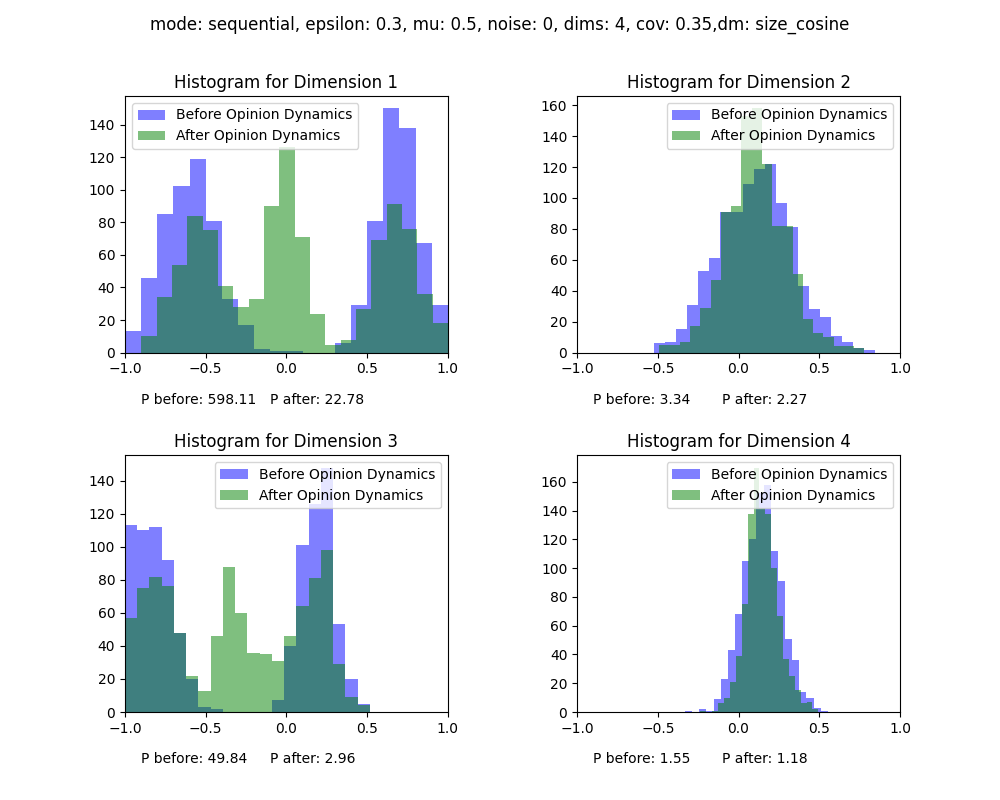 mode: sequential, epsilon: 0.3, mu: 0.5, noise: 0, dims: 4, cov: 0.35,dm: size_cosine
Histogram for Dimension 1
Before Opinion Dynamics
After Opinion Dynamics
140
120
100
80
60
40
20
0
−1.0 −0.5 0.0 0.5 1.0
P before: 598.11 P after: 22.78
Histogram for Dimension 2
Before Opinion Dynamics
After Opinion Dynamics
160
140
120
100
80
60
40
20
0
−1.0 −0.5 0.0 0.5 1.0
P before: 3.34 P after: 2.27
Histogram for Dimension 3
Before Opinion Dynamics
After Opinion Dynamics
140
120
100
80
60
40
20
0
−1.0 −0.5 0.0 0.5 1.0
P before: 49.84 P after: 2.96
Histogram for Dimension 4
Before Opinion Dynamics
After Opinion Dynamics
160
140
120
100
80
60
40
20
0
−1.0 −0.5 0.0 0.5 1.0
P before: 1.55 P after: 1.18